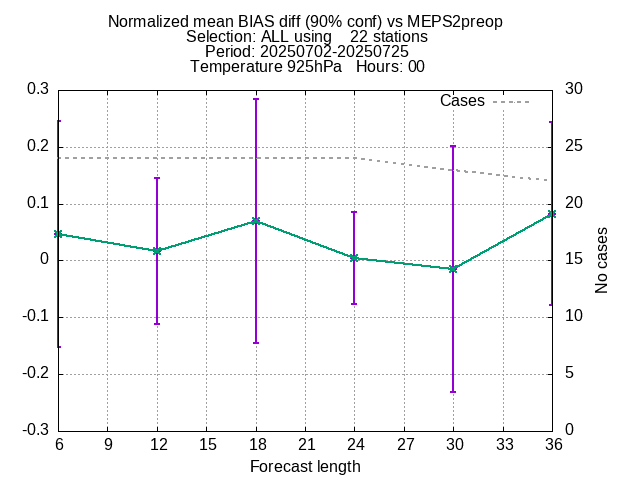 Normalized mean BIAS diff (90% conf) vs MEPS2preop
Selection: ALL using    22 stations
Period: 20250702-20250725
Temperature 925hPa   Hours: 00
Cases
0.3
0.2
0.1
0
-0.1
-0.2
-0.3
30
25
20
15
10
5
0
No cases
6 9 12 15 18 21 24 27 30 33 36
Forecast length